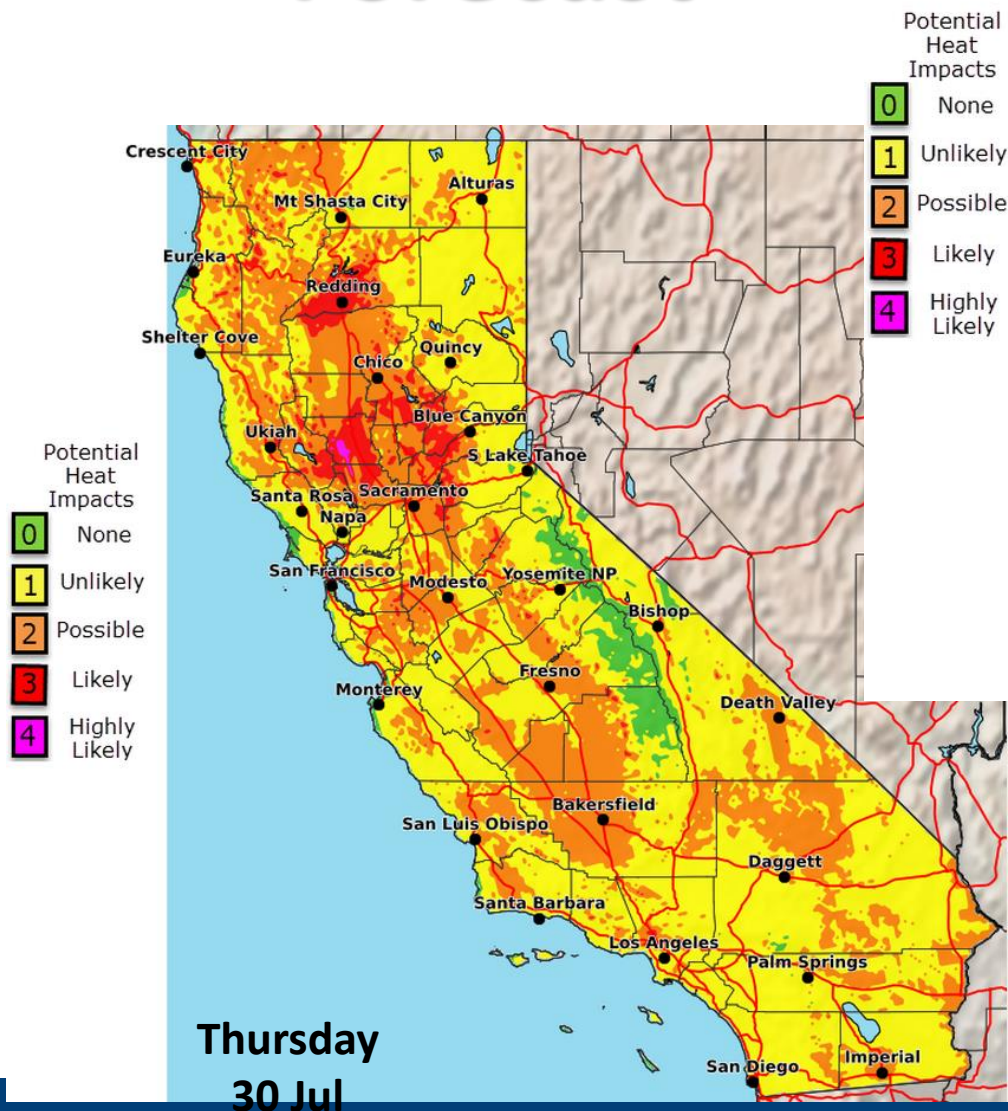 Forecast
Potential
Heat
Impacts
0 None
1 Unlikely
2 Possible
3 Likely
4 Highly
Likely
Crescent City
Alturas
Mt Shasta City
Eureka
Redding
Shelter Cove
Quincy
Chico
Blue Canyon
Ukiah
S Lake Tahoe
Santa Rosa
Sacramento
Napa
San Francisco
Modesto
Yosemite NP
Bishop
Fresno
Monterey
Death Valley
Bakersfield
San Luis Obispo
Daggett
Santa Barbara
Los Angeles
Palm Springs
San Diego
Imperial
Potential
Heat
Impacts
0 None
1 Unlikely
2 Possible
3 Likely
4 Highly
Likely
Thursday
30 Jul